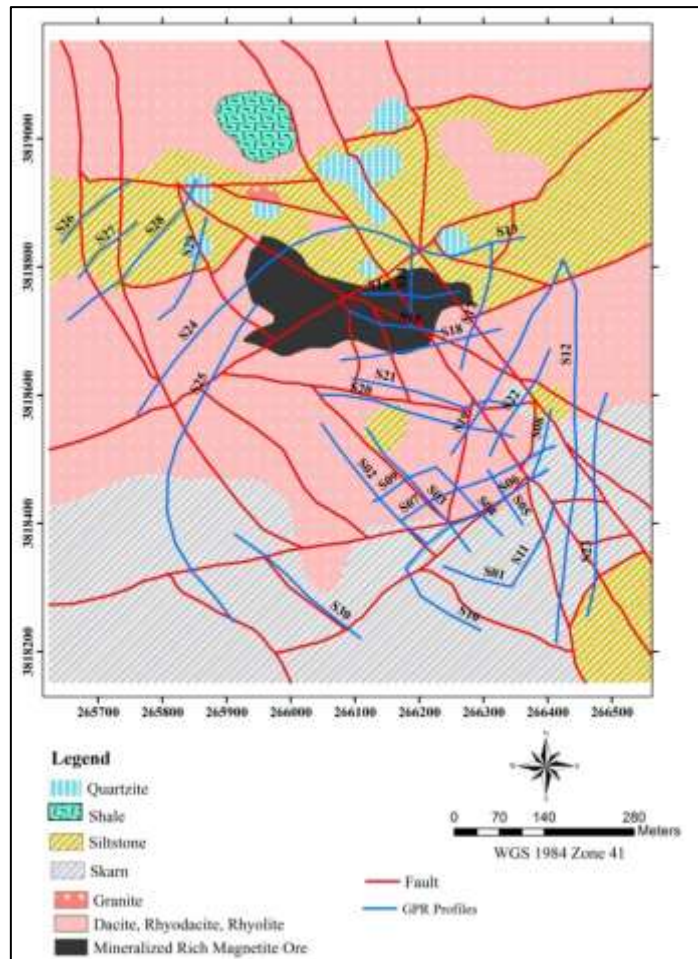 3819000
3818800
3818600
3818400
3818200
S26
S27
S28
S29
S24
S25
S13
S18
S12
S21
S20
S22
S02
S09
S07
S03
S06
S05
S11
S01
S10
S23
S30
265700 265800 265900 266000 266100 266200 266300 266400 266500
Legend
Quartzite
Shale
Siltstone
Skarn
Granite
Dacite, Rhyodacite, Rhyolite
Mineralized Rich Magnetite Ore
0 70 140 280
Meters
WGS 1984 Zone 41
Fault
GPR Profiles